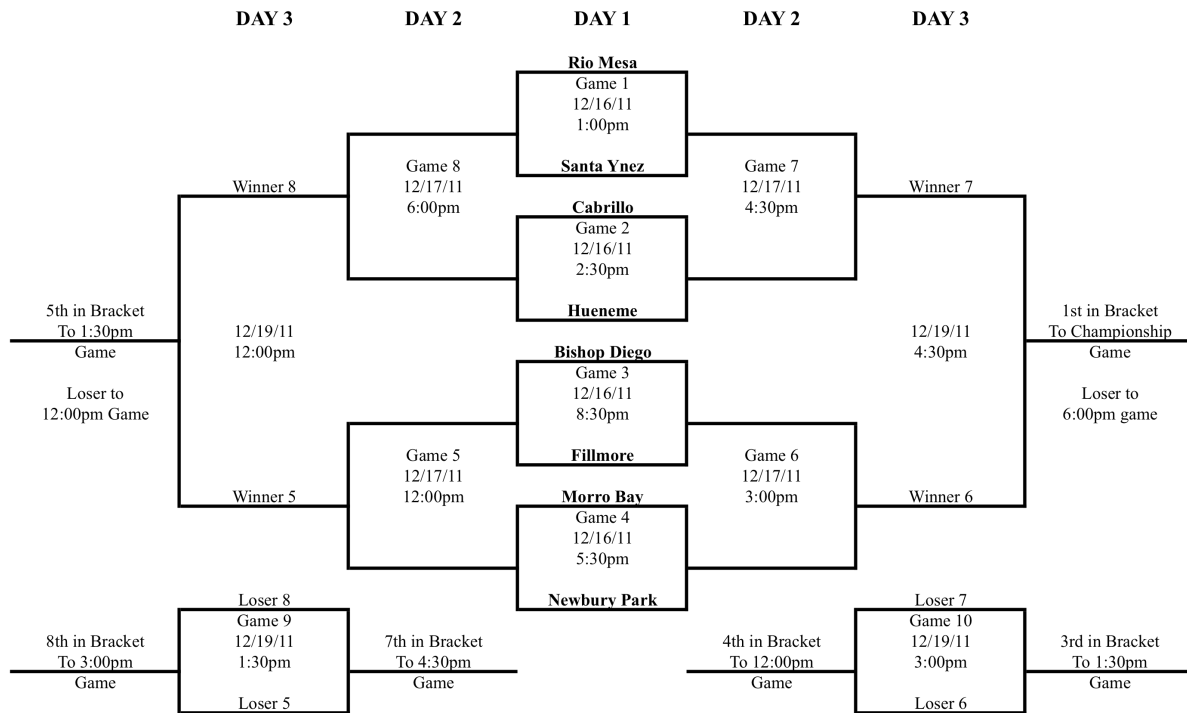 DAY 3
DAY 2
DAY 1
DAY 2
DAY 3
Rio Mesa
Game 1
12/16/11
1:00pm
Santa Ynez
Cabrillo
Game 2
12/16/11
2:30pm
Hueneme
Bishop Diego
Game 3
12/16/11
8:30pm
Fillmore
Morro Bay
Game 4
12/16/11
5:30pm
Newbury Park
Game 8
12/17/11
6:00pm
Game 5
12/17/11
12:00pm
Winner 8
12/19/11
12:00pm
Winner 5
5th in Bracket
To 1:30pm
Game
Loser to
12:00pm Game
Game 7
12/17/11
4:30pm
Game 6
12/17/11
3:00pm
Winner 7
12/19/11
4:30pm
Winner 6
1st in Bracket
To Championship
Game
Loser to
6:00pm game
8th in Bracket
To 3:00pm
Game
Loser 8
Game 9
12/19/11
1:30pm
Loser 5
7th in Bracket
To 4:30pm
Game
4th in Bracket
To 12:00pm
Game
Loser 7
Game 10
12/19/11
3:00pm
Loser 6
3rd in Bracket
To 1:30pm
Game